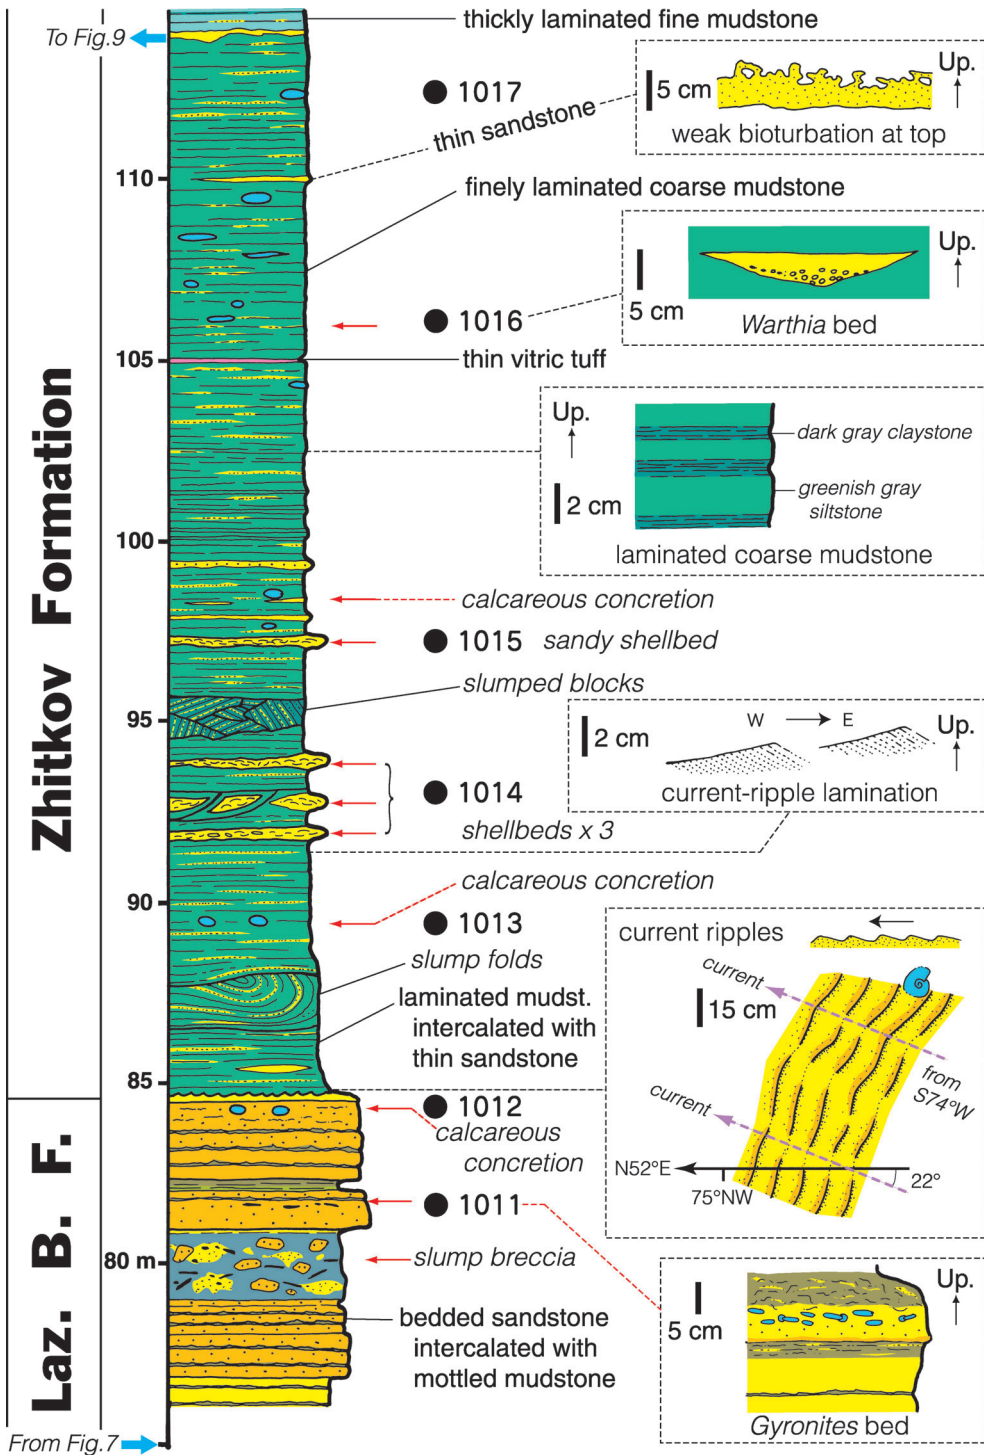 thickly laminated fine mudstone
To Fig.9
1017
thin sandstone
5 cm
Up.
weak bioturbation at top
110
finely laminated coarse mudstone
Up.
5 cm
Warthia bed
1016
105
thin vitric tuff
Up.
2 cm
dark gray claystone
greenish gray
siltstone
laminated coarse mudstone
100
calcareous concretion
1015 sandy shellbed
slumped blocks
95
2 cm
W
E
Up.
current-ripple lamination
1014
shellbeds x 3
calcareous concretion
90
1013
slump folds
laminated mudst.
intercalated with
thin sandstone
current ripples
current
15 cm
from
S74°W
current
N52°E
75°NW
22°
85
1012
calcareous
concretion
1011
slump breccia
80 m
bedded sandstone
intercalated with
mottled mudstone
5 cm
Up.
Gyronites bed
From Fig.7
Zhitkov Formation
Laz. B. F.